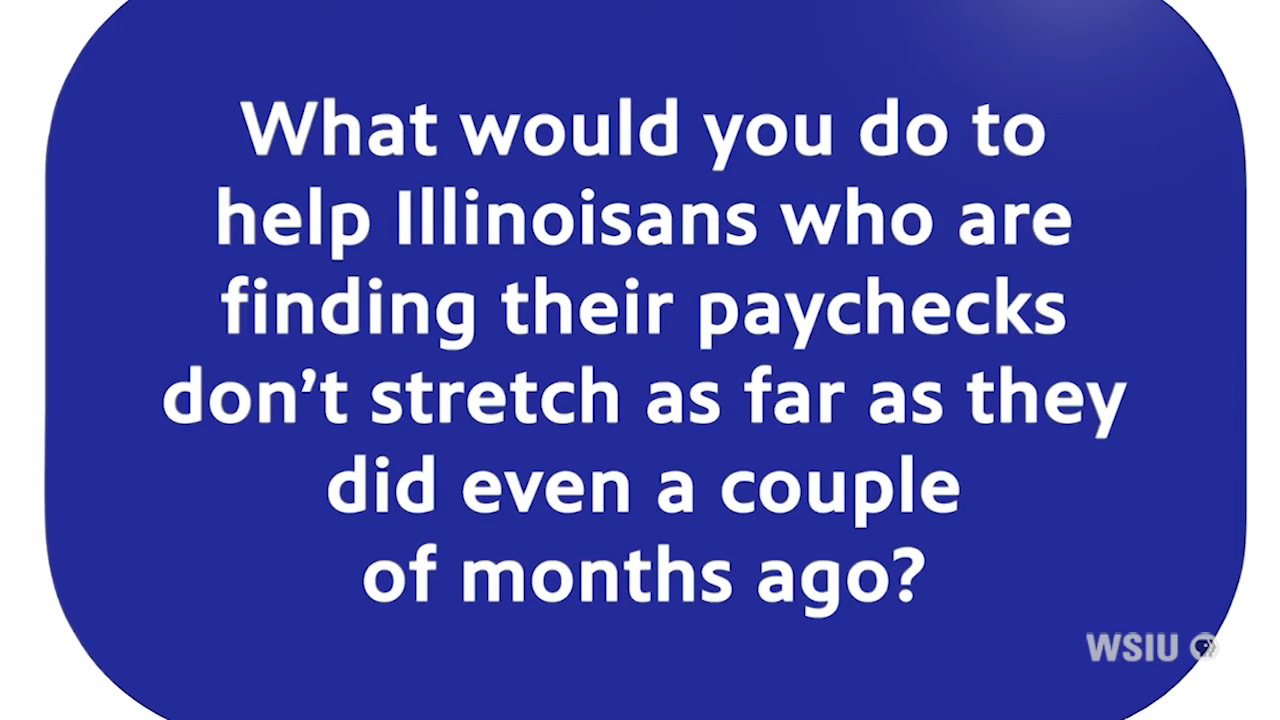 What would you do to
help Illinoisans who are
finding their paychecks
don’t stretch as far as they
did even a couple
of months ago?
WSIU